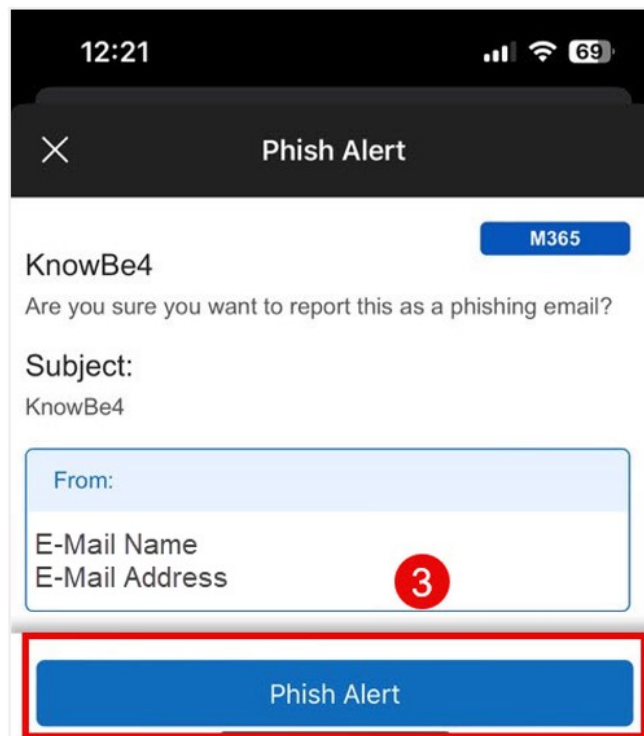 12:21
69
Phish Alert
M365
KnowBe4
Are you sure you want to report this as a phishing email?
Subject:
KnowBe4
From:
E-Mail Name
E-Mail Address
3
Phish Alert